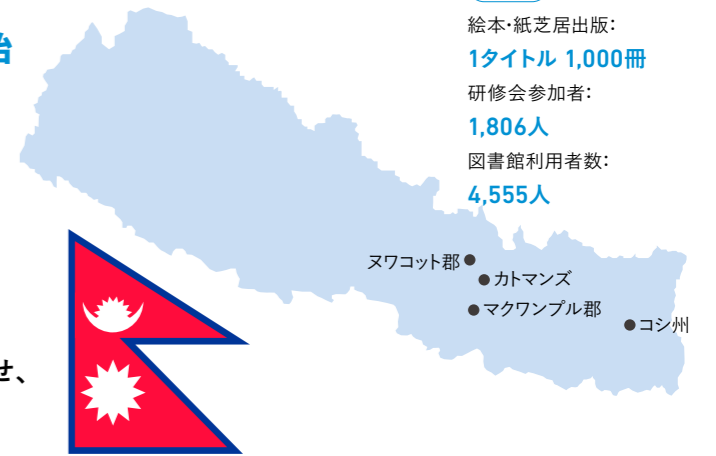 絵本・紙芝居出版：
1タイトル 1,000冊
研修会参加者：
1,806人
図書館利用者数：
4,555人
ヌワコット郡
カトマンズ
マクワンプル郡
コシ州
せ、